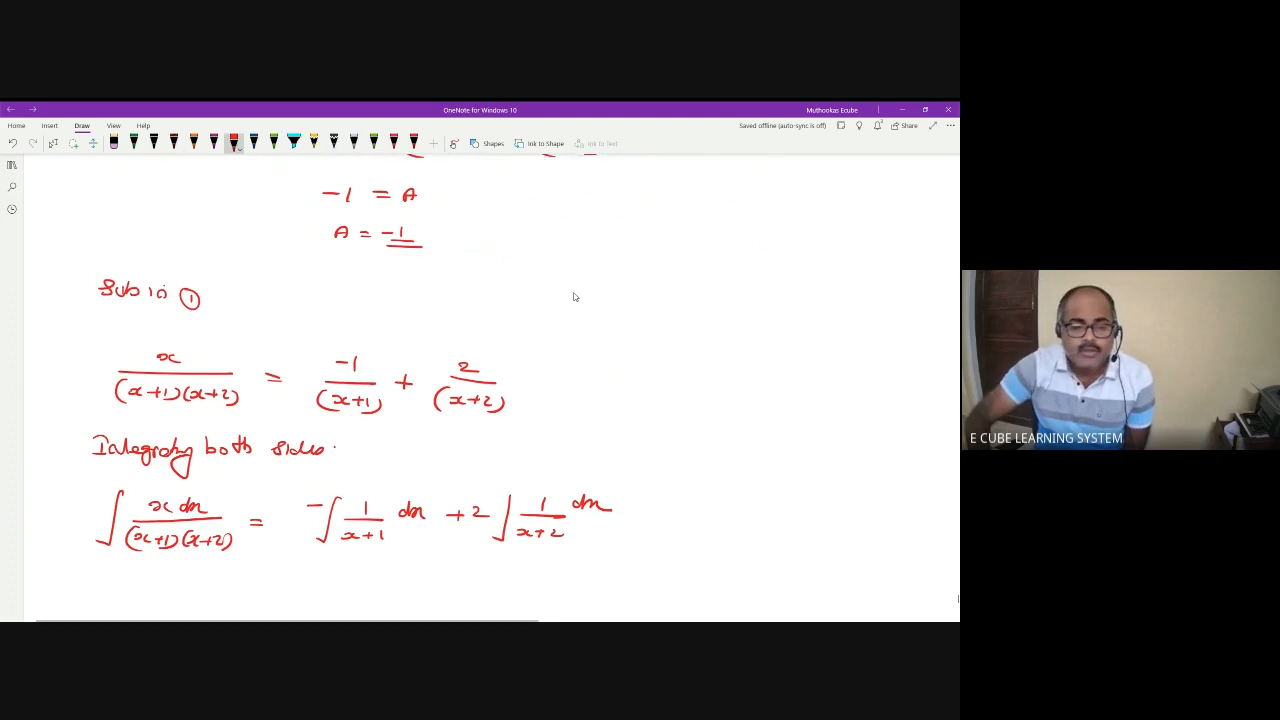 OneNote for Windows 10
Muthookas Ecube
Home Insert Draw View Help
Saved offline (auto-sync is off)
Share
Shapes
Ink to Shape
Ink to Text
-1 = A
A = -1
Sub in ①
x/((x+1)(x+2)) = -1/(x+1) + 2/(x+2)
Integrating both sides.
∫ x dx/((x+1)(x+2)) = -∫ 1/(x+1) dx + 2 ∫ 1/(x+2) dx
E CUBE LEARNING SYSTEM